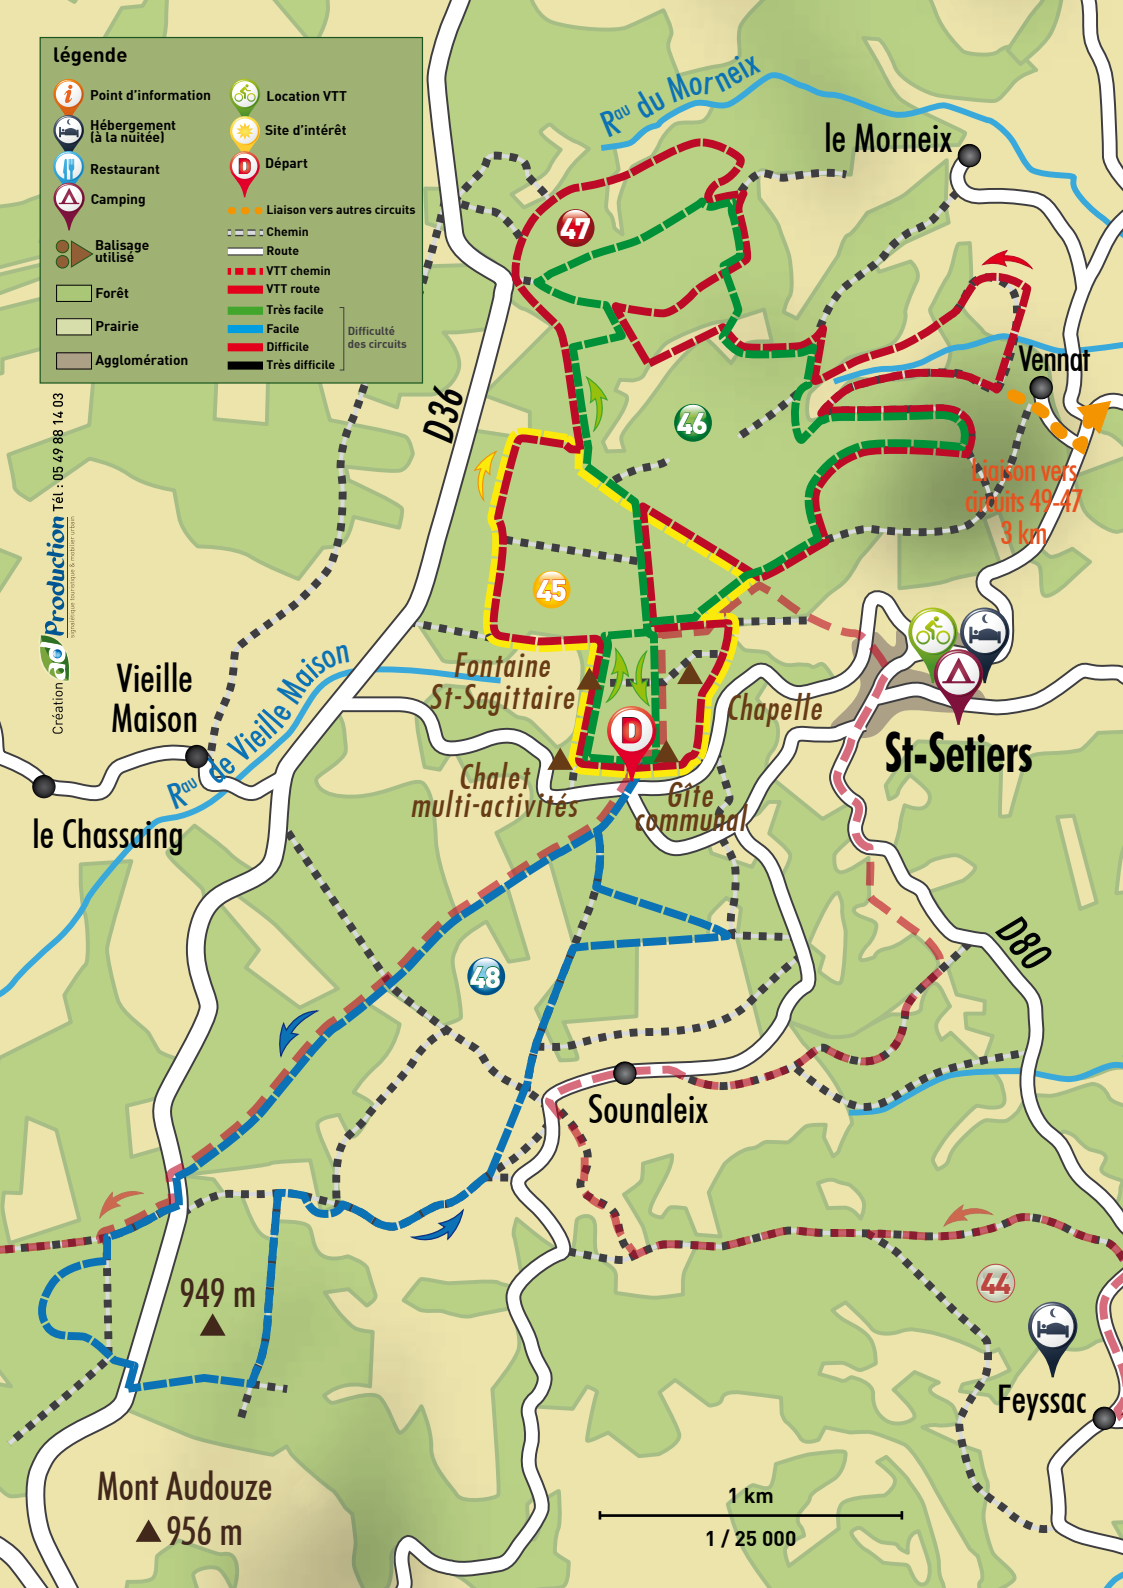 légende
Point d'information
Hébergement
(à la nuitée)
Restaurant
Camping
Balisage
utilisé
Forêt
Prairie
Agglomération
Location VTT
Site d'intérêt
D
Départ
Liaison vers autres circuits
Chemin
Route
VTT chemin
VTT route
Très facile
Facile
Difficile
Très difficile
Difficulté
des circuits
Création
ad Production
signalétique touristique & mobilier urbain
Tél : 05 49 88 14 03
Rau du Morneix
le Morneix
47
D36
46
Vennat
Liaison vers
circuits 49-47
3 km
45
Fontaine
St-Sagittaire
Chapelle
D
Chalet
multi-activités
Gîte
communal
St-Setiers
Vieille
Maison
Rau de Vieille Maison
le Chassaing
D80
48
Sounaleix
949 m
44
Feyssac
Mont Audouze
956 m
1 km
1 / 25 000